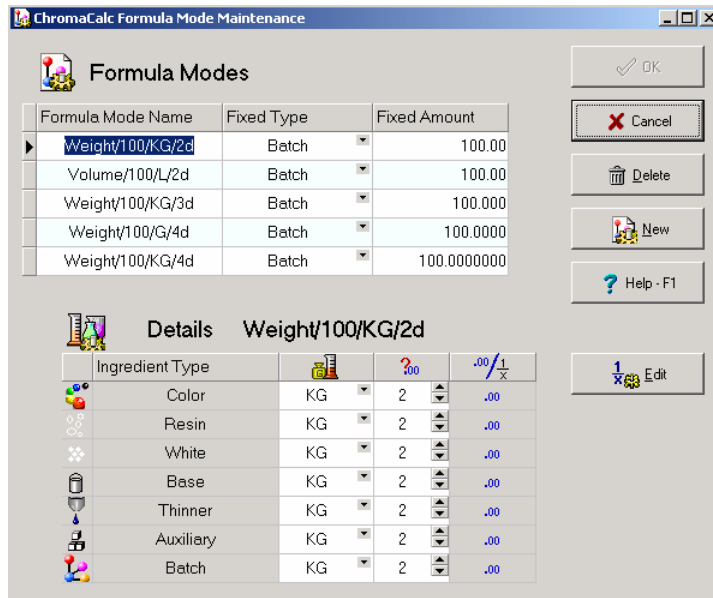 ChromaCalc Formula Mode Maintenance
Formula Modes
OK
Formula Mode Name Fixed Type Fixed Amount
Cancel
Weight/100/KG/2d Batch 100.00
Volume/100/L/2d Batch 100.00
Delete
Weight/100/KG/3d Batch 100.000
Weight/100/G/4d Batch 100.0000
New
Weight/100/KG/4d Batch 100.0000000
? Help - F1
Details Weight/100/KG/2d
Ingredient Type ?.00 .00/1/x
1/x Edit
Color KG 2 .00
Resin KG 2 .00
White KG 2 .00
Base KG 2 .00
Thinner KG 2 .00
Auxiliary KG 2 .00
Batch KG 2 .00